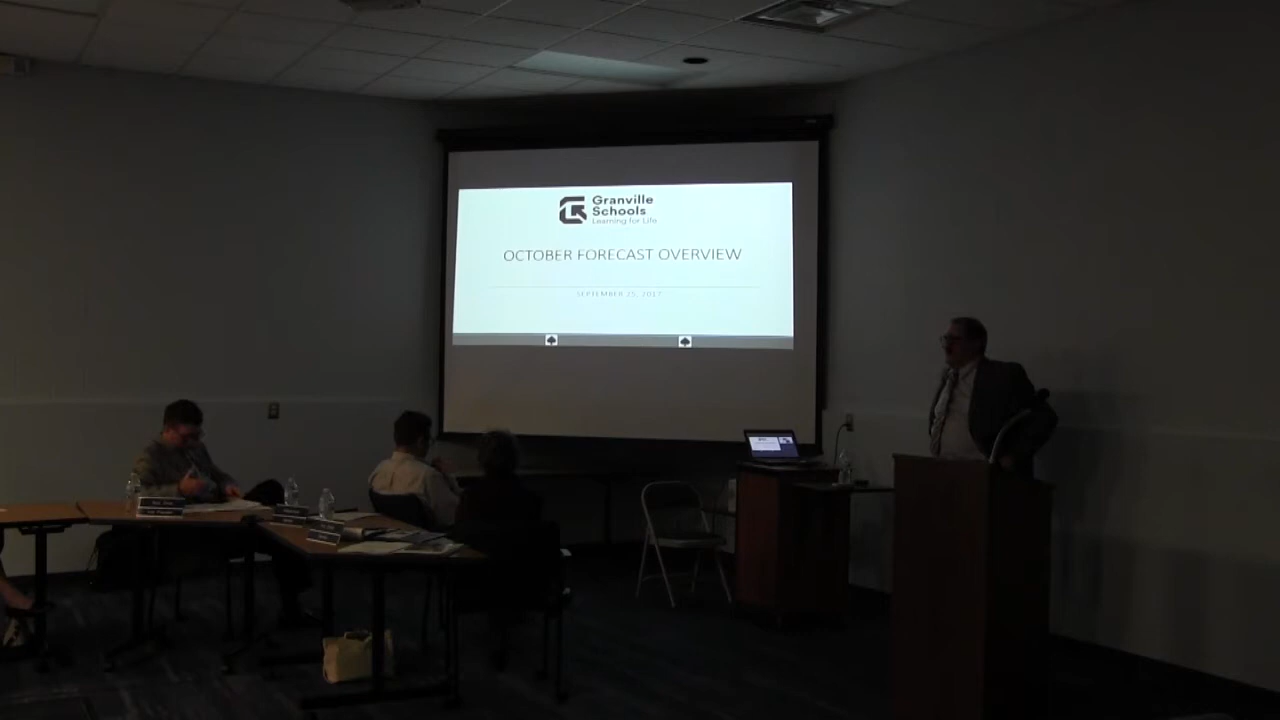 Granville
Schools
Learning for Life
OCTOBER FORECAST OVERVIEW
SEPTEMBER 25, 2017